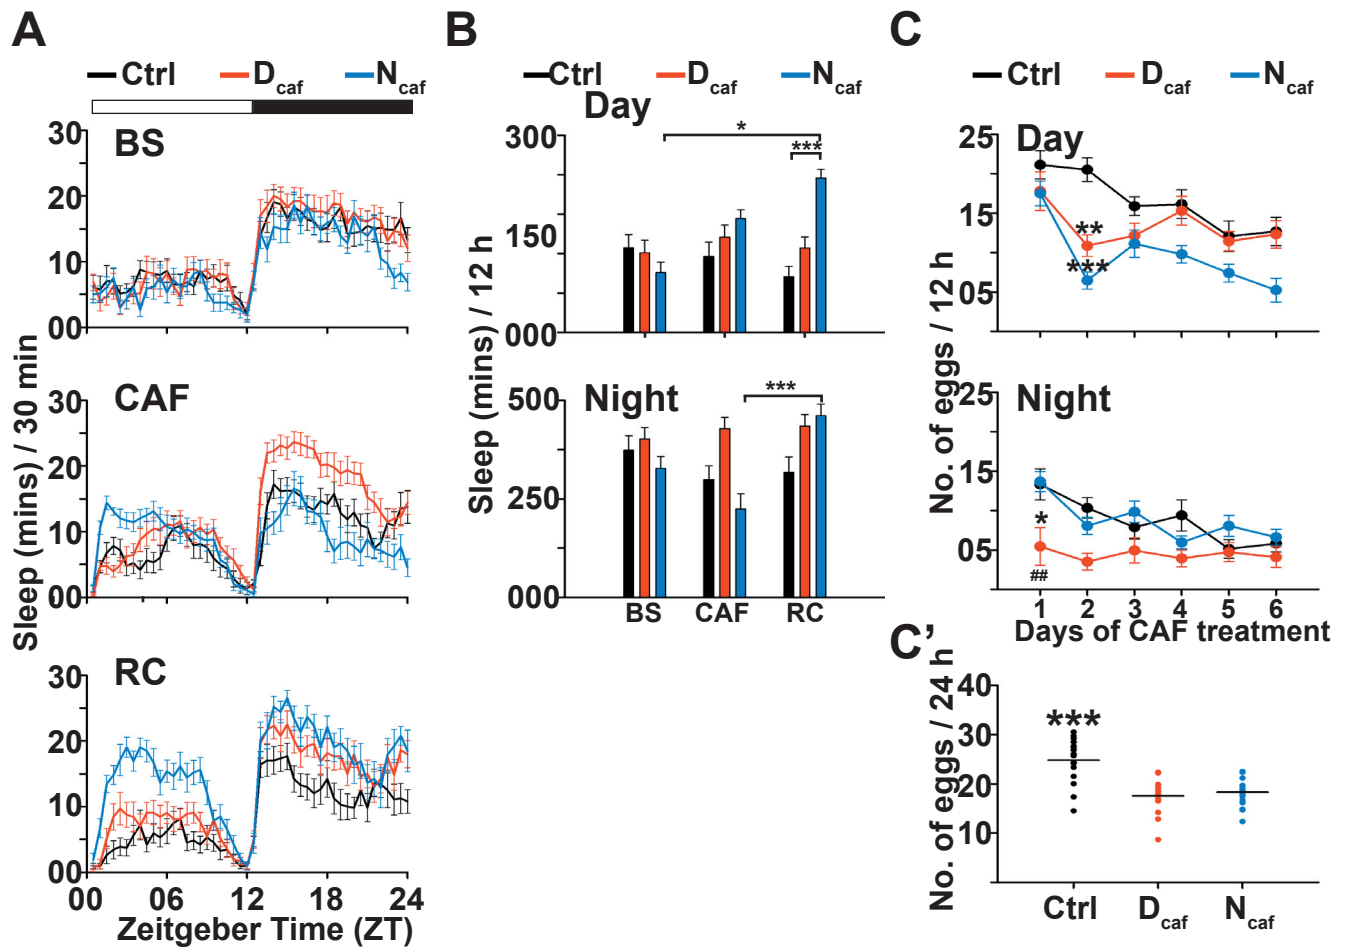 A
Ctrl
Dcaf
Ncaf
BS
30
20
10
00
CAF
30
20
10
00
RC
30
20
10
00
00 06 12 18 24
Zeitgeber Time (ZT)
Sleep (mins) / 30 min
B
Ctrl
Dcaf
Ncaf
Day
300
150
000
*
***
Night
500
250
000
***
BS CAF RC
Sleep (mins) / 12 h
C
Ctrl
Dcaf
Ncaf
Day
25
15
05
**
***
Night
25
15
05
*
##
1 2 3 4 5 6
Days of CAF treatment
No. of eggs / 12 h
C’
40
30
20
10
***
Ctrl Dcaf Ncaf
No. of eggs / 24 h